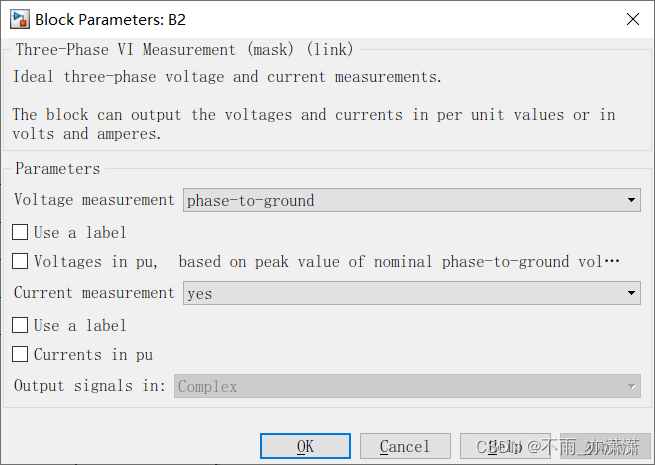 Block Parameters: B2
Three-Phase VI Measurement (mask) (link)
Ideal three-phase voltage and current measurements.
The block can output the voltages and currents in per unit values or in
volts and amperes.
Parameters
Voltage measurement phase-to-ground
Use a label
Voltages in pu, based on peak value of nominal phase-to-ground vol…
Current measurement yes
Use a label
Currents in pu
Output signals in: Complex
OK Cancel Help Apply
CSDN @不雨_亦潇潇